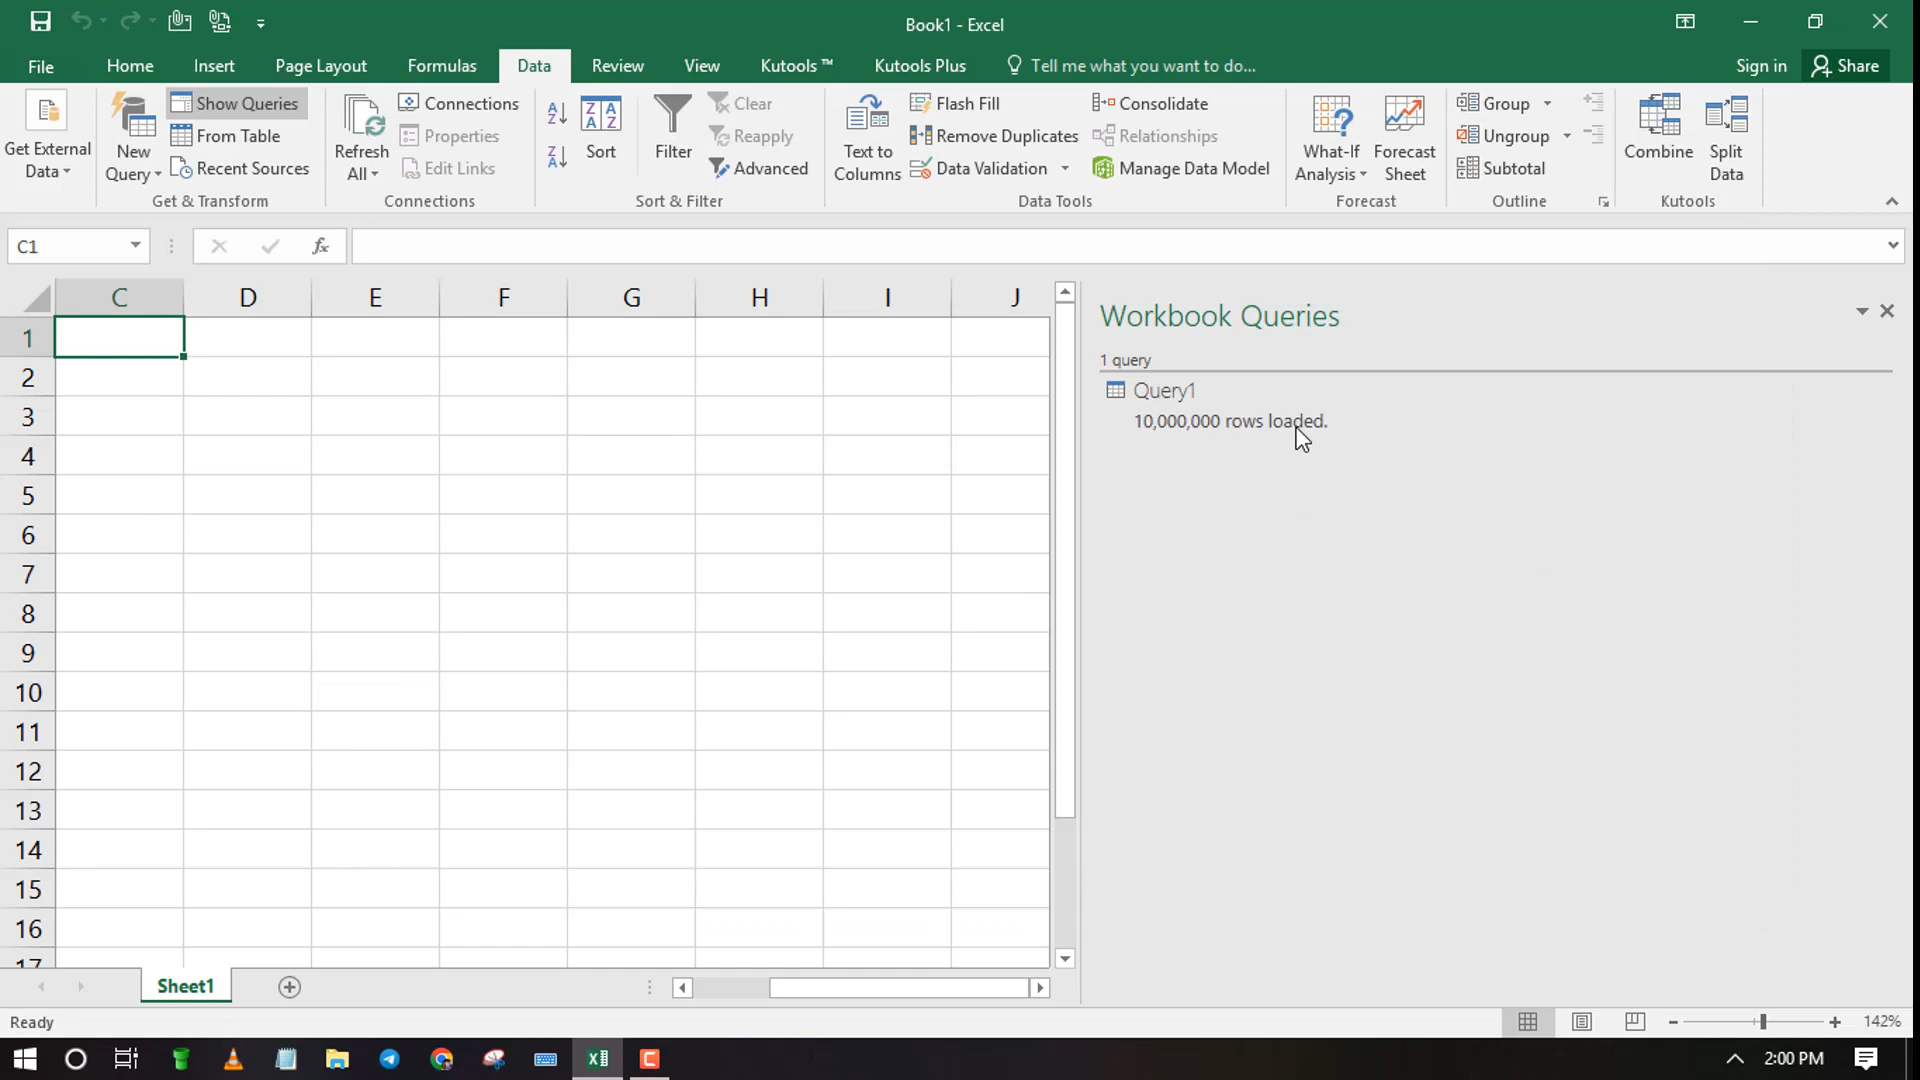 Book1 - Excel
File Home Insert Page Layout Formulas Data Review View Kutools™ Kutools Plus Tell me what you want to do... Sign in Share
Get External Data
New Query
Show Queries
From Table
Recent Sources
Get & Transform
Refresh All
Connections
Properties
Edit Links
Connections
Sort
Filter
Clear
Reapply
Advanced
Sort & Filter
Text to Columns
Flash Fill
Remove Duplicates
Data Validation
Consolidate
Relationships
Manage Data Model
Data Tools
What-If Analysis
Forecast Sheet
Forecast
Group
Ungroup
Subtotal
Outline
Combine
Split Data
Kutools
C1 fx
C D E F G H I J
1
2
3
4
5
6
7
8
9
10
11
12
13
14
15
16
17
Workbook Queries
1 query
Query1
10,000,000 rows loaded.
Sheet1
Ready
142%
2:00 PM